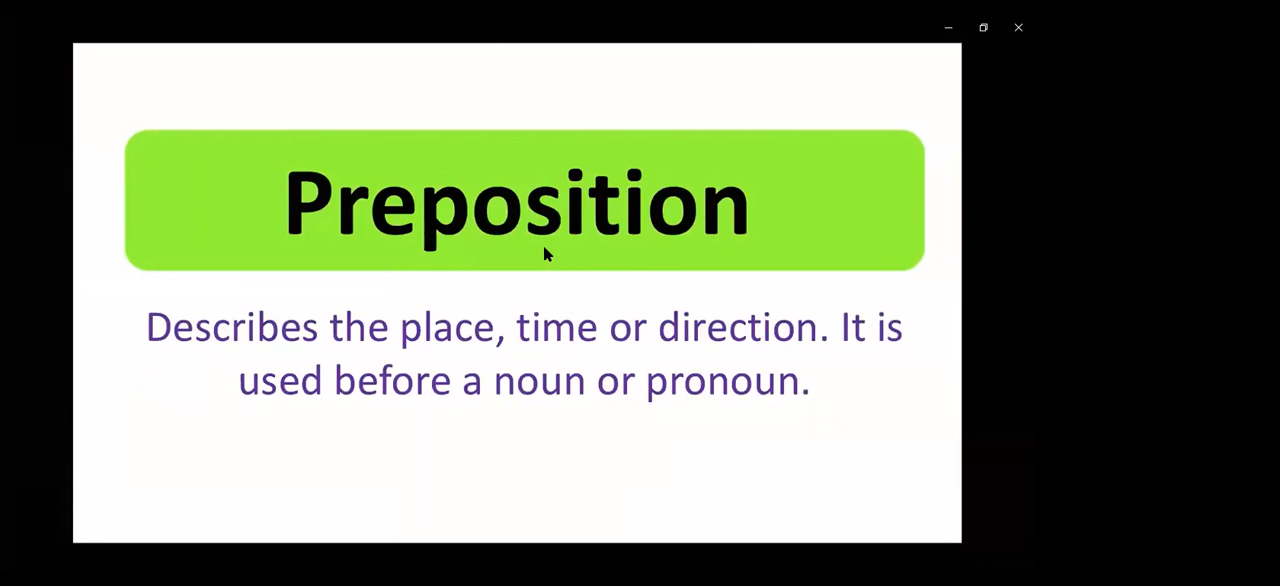 Preposition
Describes the place, time or direction. It is
used before a noun or pronoun.